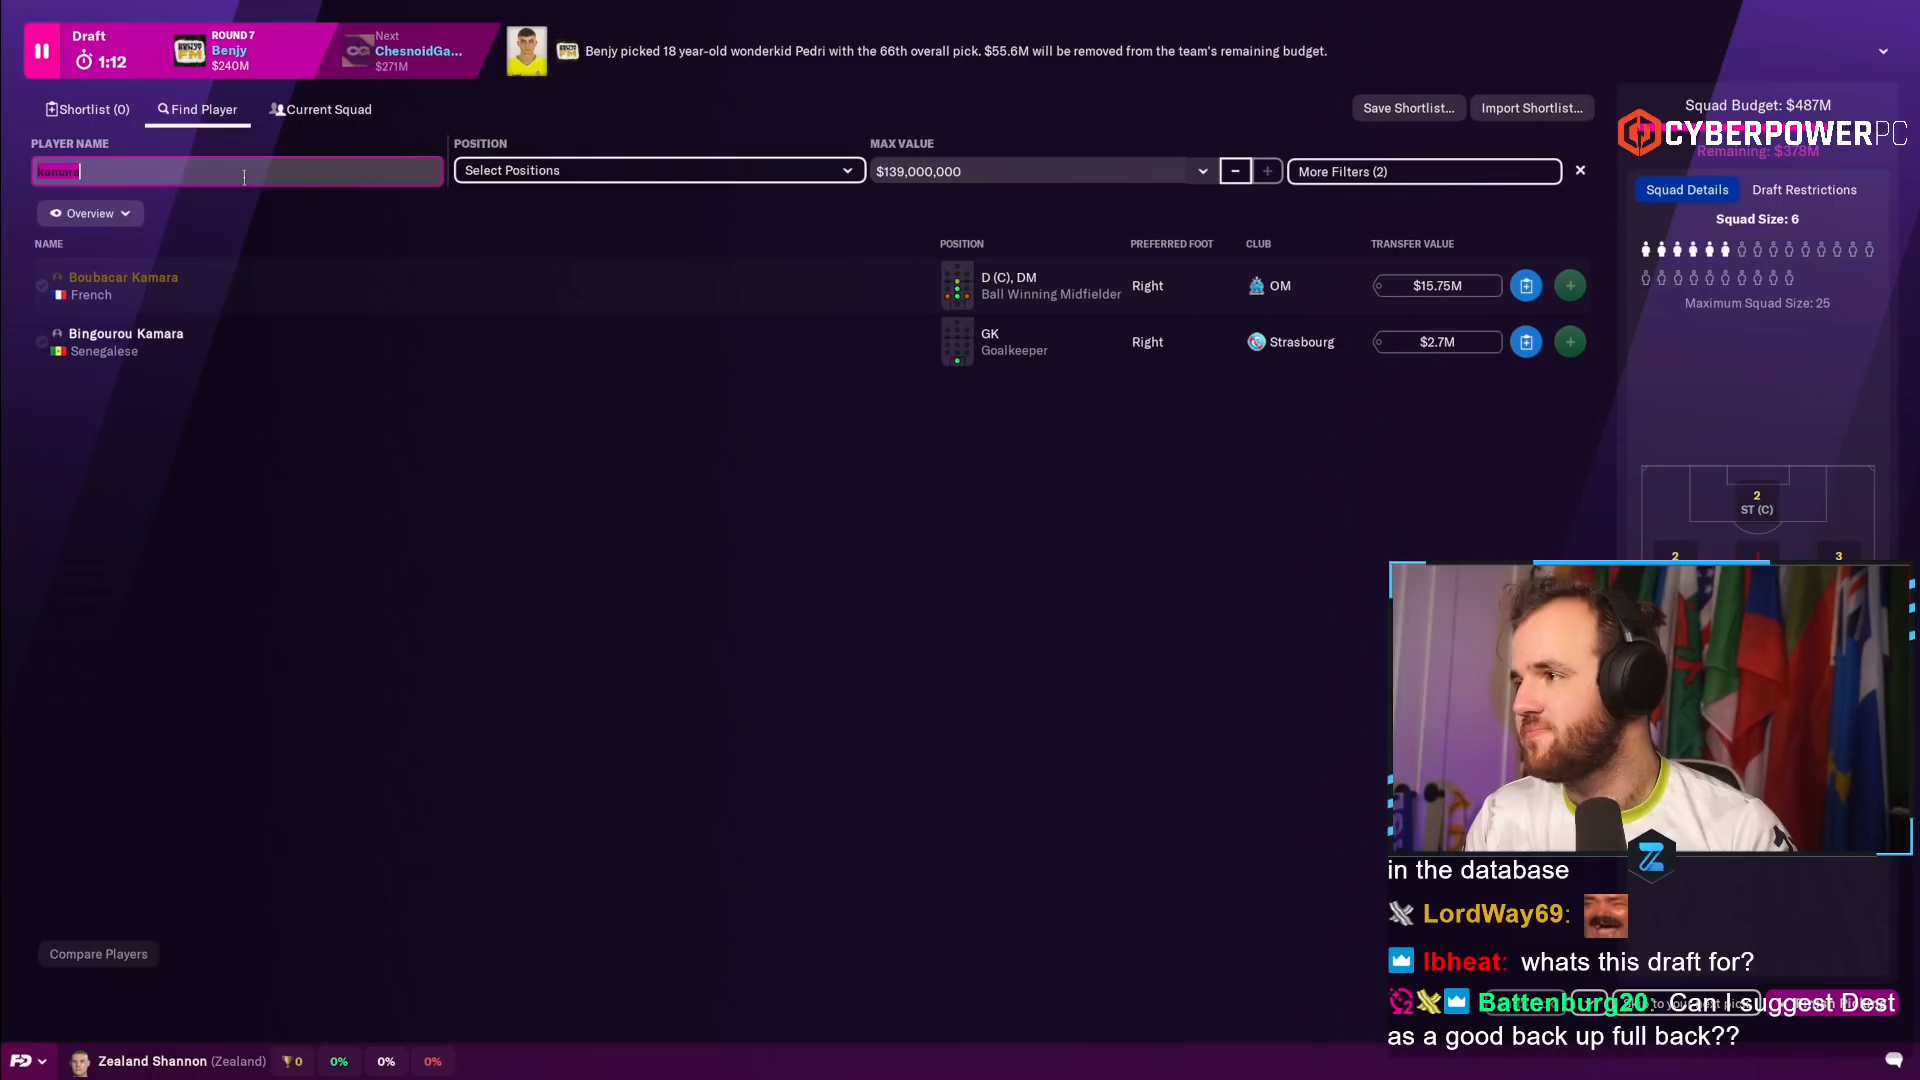 Draft
1:12
ROUND 7
Benjy
$240M
Next
ChesnoidGa...
$271M
Benjy picked 18 year-old wonderkid Pedri with the 66th overall pick. $55.6M will be removed from the team's remaining budget.
Shortlist (0)
Find Player
Current Squad
Save Shortlist...
Import Shortlist...
Squad Budget: $487M
CYBERPOWERPC
Remaining: $378M
PLAYER NAME
POSITION
MAX VALUE
kamara
Select Positions
$139,000,000
More Filters (2)
Squad Details
Draft Restrictions
Overview
Squad Size: 6
NAME
POSITION
PREFERRED FOOT
CLUB
TRANSFER VALUE
Boubacar Kamara
French
D (C), DM
Ball Winning Midfielder
Right
OM
$15.75M
Maximum Squad Size: 25
Bingourou Kamara
Senegalese
GK
Goalkeeper
Right
Strasbourg
$2.7M
2
ST (C)
2
1
3
in the database
LordWay69:
Ibheat: whats this draft for?
Battenburg20: Can I suggest Dest
as a good back up full back??
Compare Players
FD
Zealand Shannon (Zealand)
0
0%
0%
0%